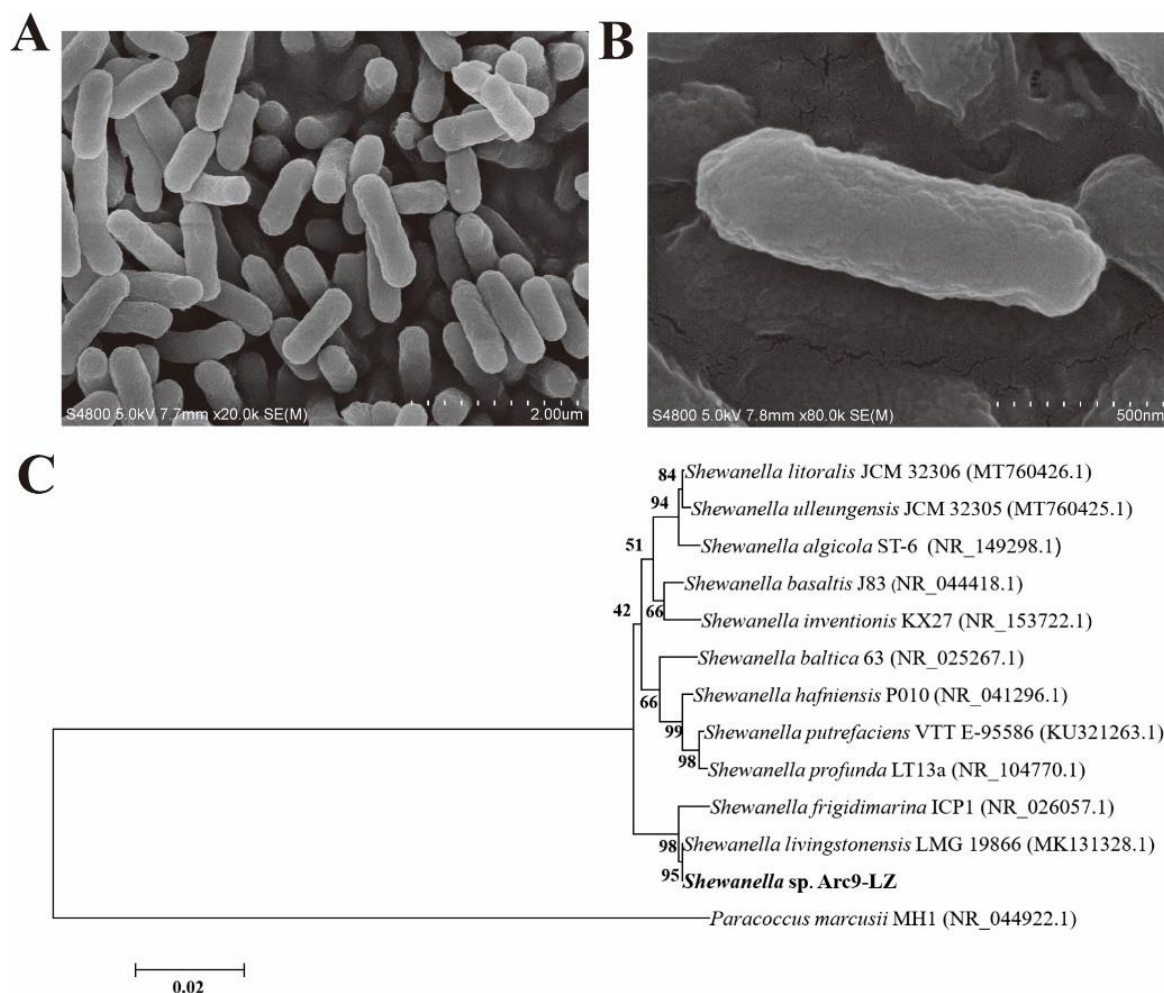 A
B
S4800 5.0kV 7.7mm x20.0k SE(M)
2.00um
S4800 5.0kV 7.8mm x80.0k SE(M)
500nm
C
84
Shewanella litoralis JCM 32306 (MT760426.1)
94
Shewanella ulleungensis JCM 32305 (MT760425.1)
51
Shewanella algicola ST-6 (NR_149298.1)
Shewanella basaltis J83 (NR_044418.1)
42
66
Shewanella inventionis KX27 (NR_153722.1)
Shewanella baltica 63 (NR_025267.1)
66
Shewanella hafniensis P010 (NR_041296.1)
99
Shewanella putrefaciens VTT E-95586 (KU321263.1)
98
Shewanella profunda LT13a (NR_104770.1)
Shewanella frigidimarina ICP1 (NR_026057.1)
98
Shewanella livingstonensis LMG 19866 (MK131328.1)
95
Shewanella sp. Arc9-LZ
Paracoccus marcusii MH1 (NR_044922.1)
0.02